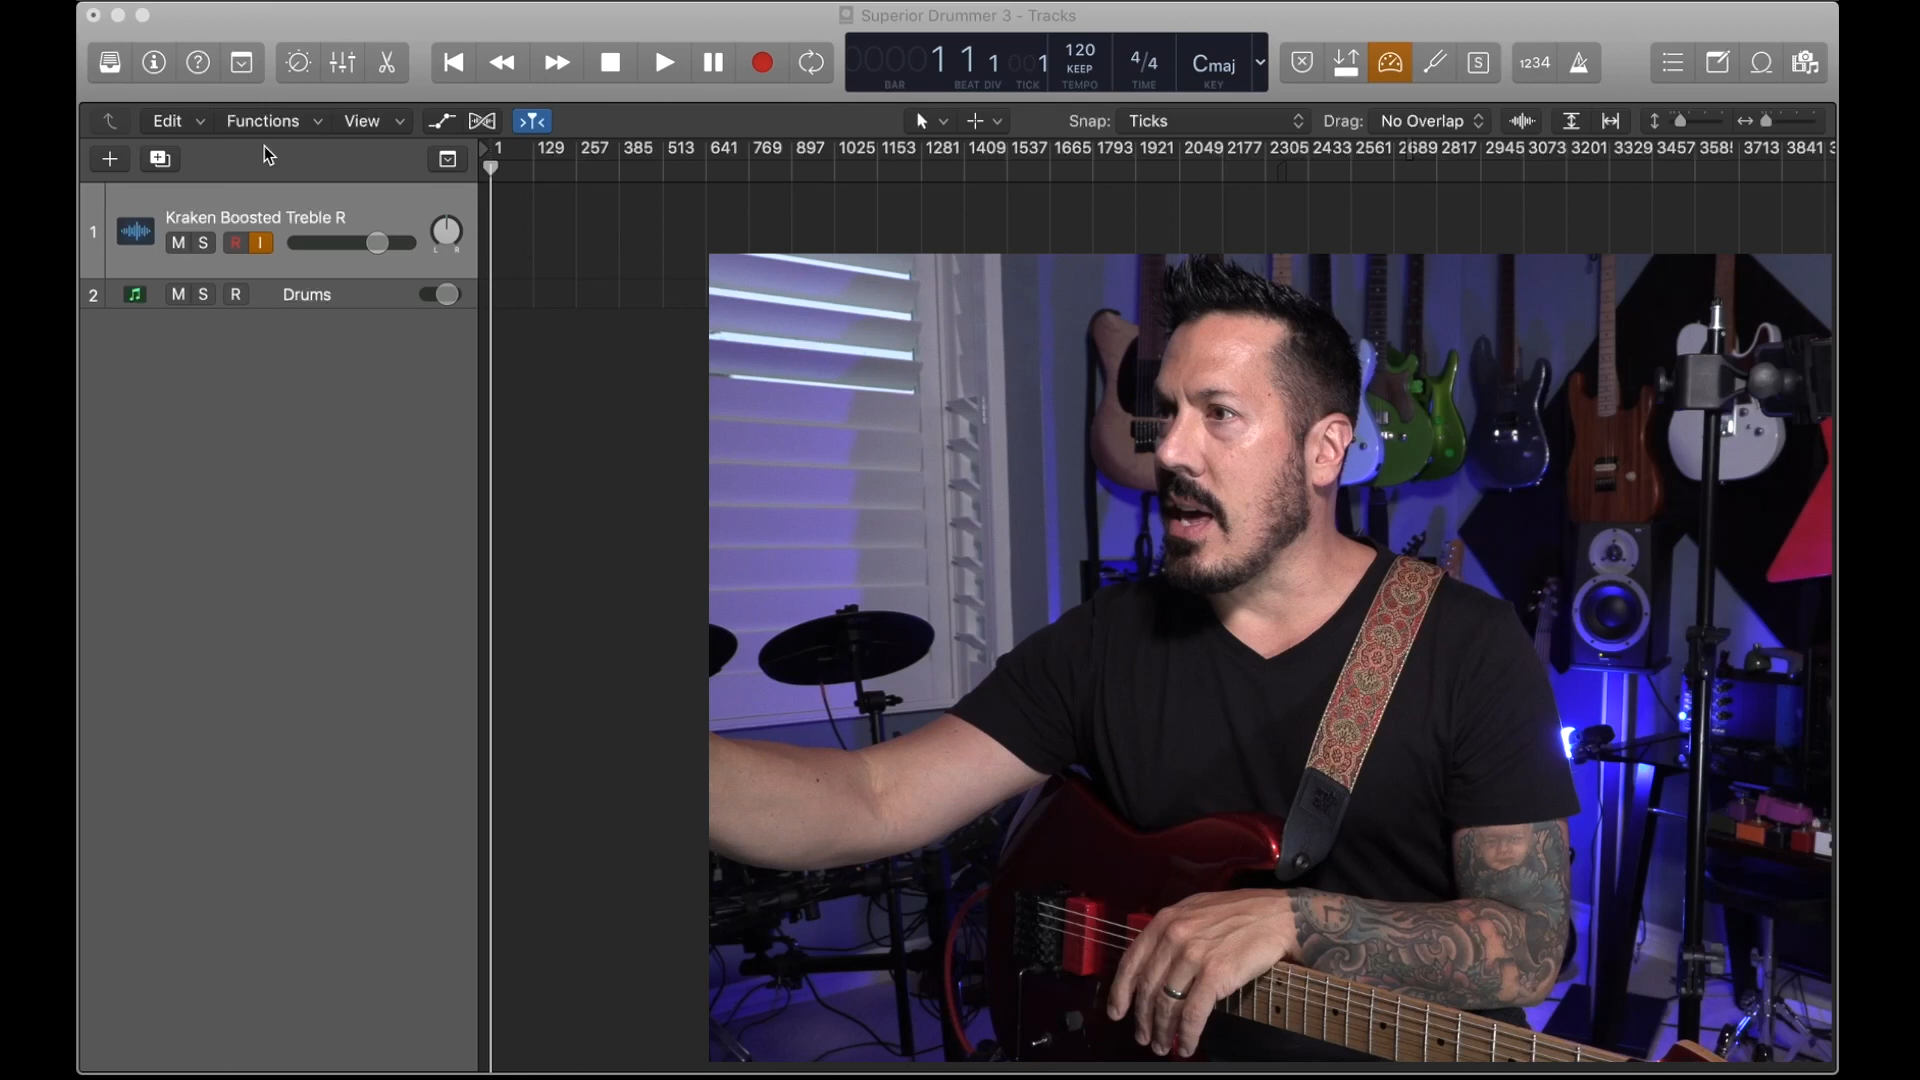 Superior Drummer 3 - Tracks
1 1 1 1
BAR BEAT DIV TICK
120
KEEP
TEMPO
4/4
TIME
Cmaj
KEY
S
1234
Edit Functions View
Snap: Ticks
Drag: No Overlap
1 129 257 385 513 641 769 897 1025 1153 1281 1409 1537 1665 1793 1921 2049 2177 2305 2433 2561 2689 2817 2945 3073 3201 3329 3457 3585 3713 3841
1
Kraken Boosted Treble R
M S R I
L R
2
M S R Drums